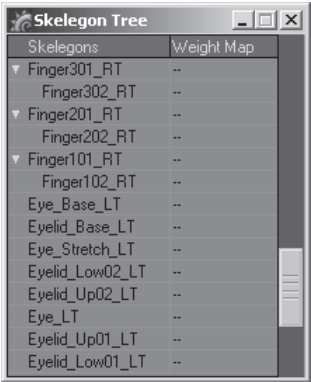 Skelegon Tree
Skelegons Weight Map
Finger301_RT --
Finger302_RT --
Finger201_RT --
Finger202_RT --
Finger101_RT --
Finger102_RT --
Eye_Base_LT --
Eyelid_Base_LT --
Eye_Stretch_LT --
Eyelid_Low02_LT --
Eyelid_Up02_LT --
Eye_LT --
Eyelid_Up01_LT --
Eyelid_Low01_LT --